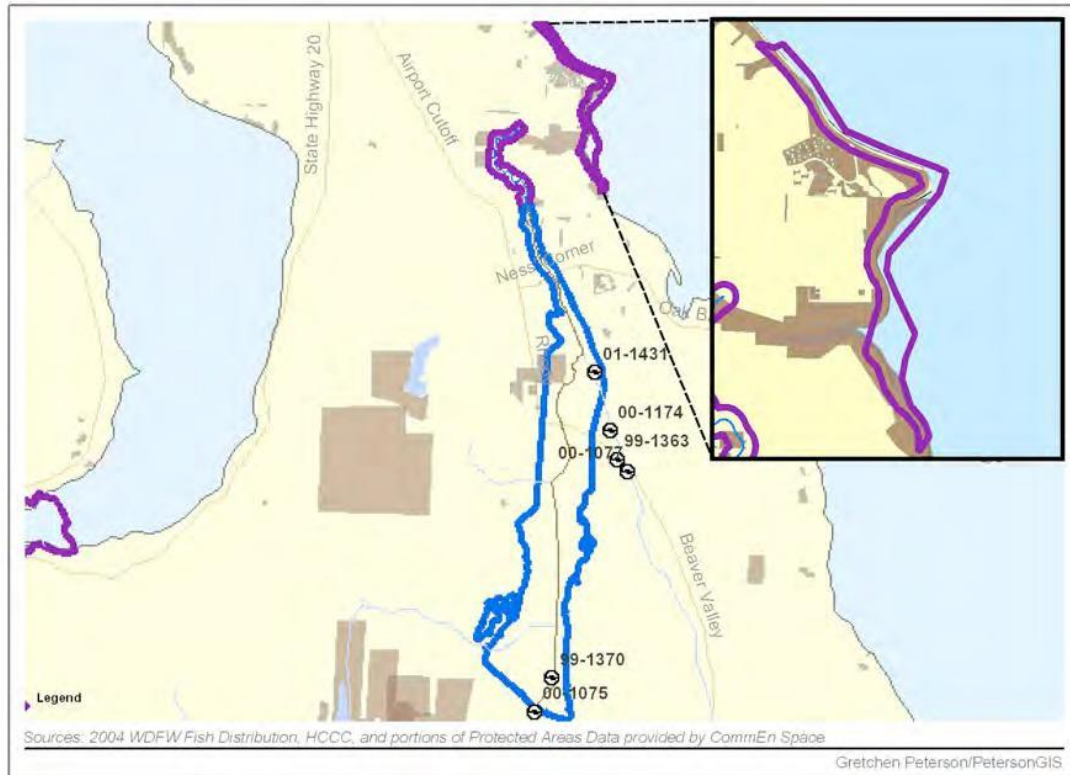 State Highway 20
Airport Cutoff
Ness Corner
Oak B
01-1431
00-1174
99-1363
00-1077
Beaver Valley
99-1370
00-1075
Legend
Sources: 2004 WDFW Fish Distribution, HCCC, and portions of Protected Areas Data provided by CommEn Space
Gretchen Peterson/PetersonGIS